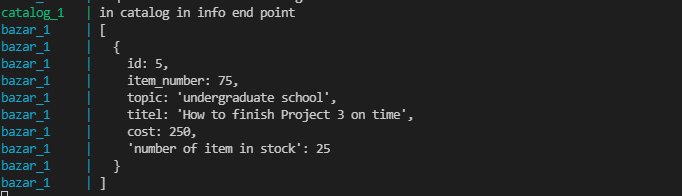 catalog_1 | in catalog in info end point
bazar_1 | [
bazar_1 | {
bazar_1 | id: 5,
bazar_1 | item_number: 75,
bazar_1 | topic: 'undergraduate school',
bazar_1 | titel: 'How to finish Project 3 on time',
bazar_1 | cost: 250,
bazar_1 | 'number of item in stock': 25
bazar_1 | }
bazar_1 | ]